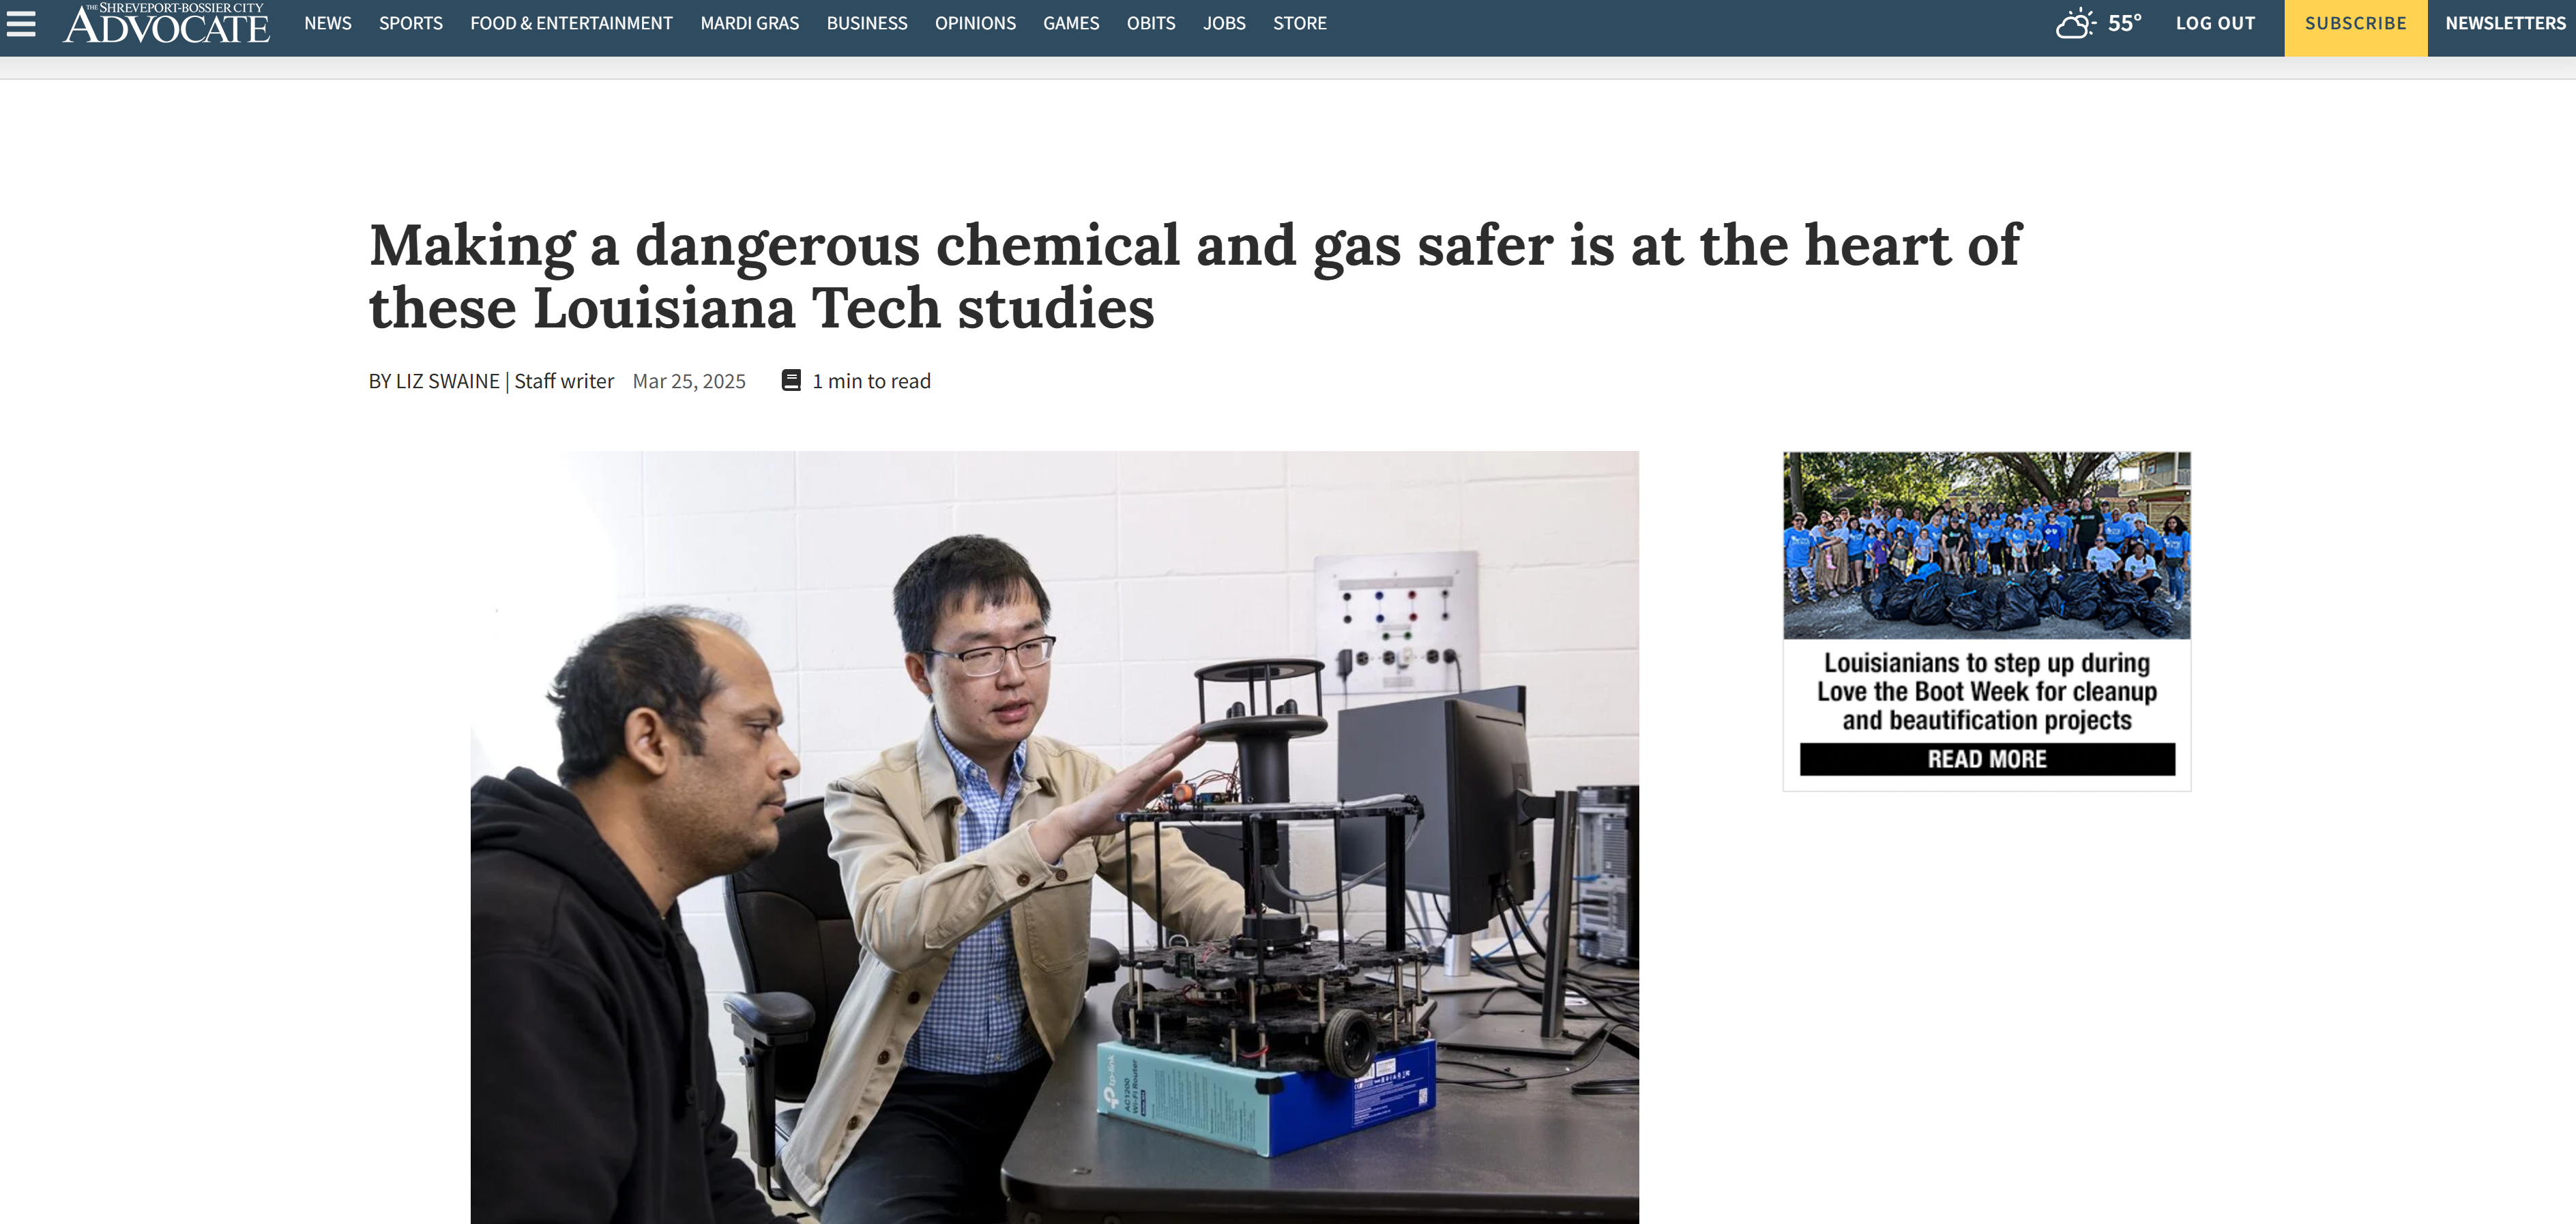 THE SHREVEPORT-BOSSIER CITY
ADVOCATE
NEWS SPORTS FOOD & ENTERTAINMENT MARDI GRAS BUSINESS OPINIONS GAMES OBITS JOBS STORE
55° LOG OUT SUBSCRIBE NEWSLETTERS
Making a dangerous chemical and gas safer is at the heart of
these Louisiana Tech studies
BY LIZ SWAINE | Staff writer Mar 25, 2025 1 min to read
Louisianians to step up during
Love the Boot Week for cleanup
and beautification projects
READ MORE
tp-link
AC1200
Wi-Fi Router